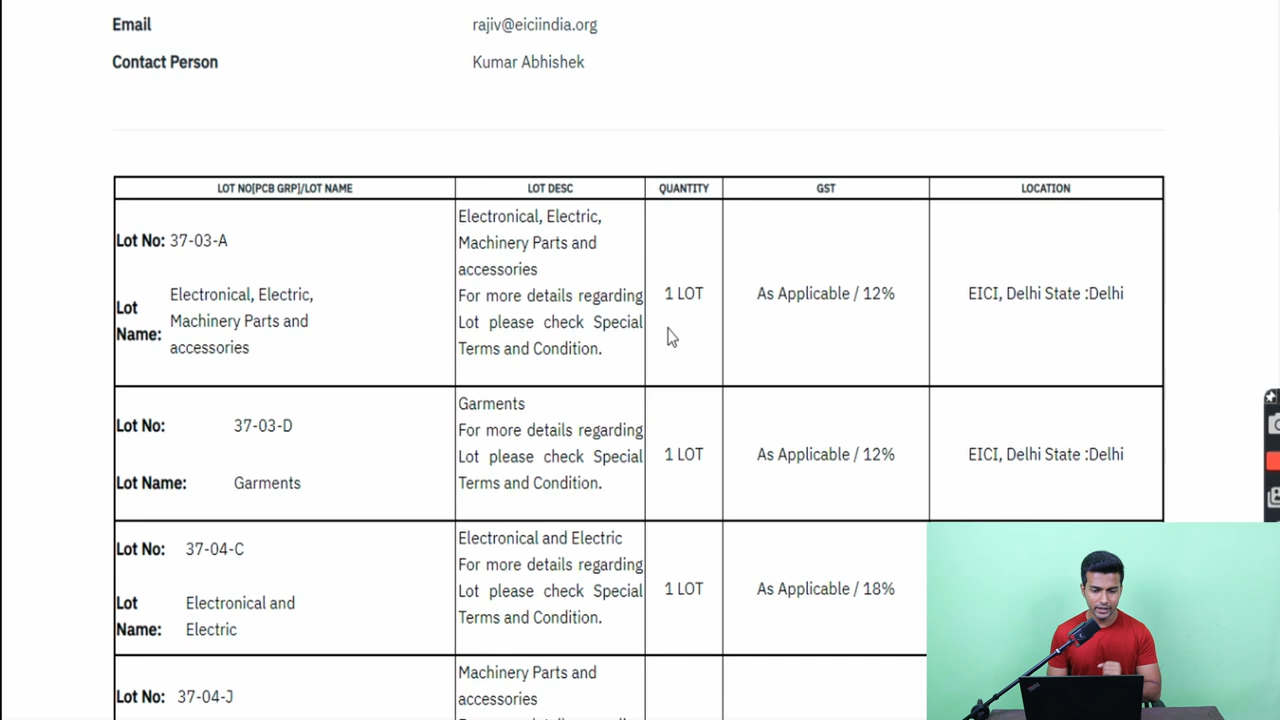 Email rajiv@eiciindia.org
Contact Person Kumar Abhishek
LOT NO[PCB GRP]/LOT NAME LOT DESC QUANTITY GST LOCATION
Lot No: 37-03-A
Lot Name: Electronical, Electric,
Machinery Parts and
accessories
Electronical, Electric,
Machinery Parts and
accessories
For more details regarding
Lot please check Special
Terms and Condition.
1 LOT
As Applicable / 12%
EICI, Delhi State :Delhi
Lot No: 37-03-D
Lot Name: Garments
Garments
For more details regarding
Lot please check Special
Terms and Condition.
1 LOT
As Applicable / 12%
EICI, Delhi State :Delhi
Lot No: 37-04-C
Lot Name: Electronical and
Electric
Electronical and Electric
For more details regarding
Lot please check Special
Terms and Condition.
1 LOT
As Applicable / 18%
Lot No: 37-04-J
Machinery Parts and
accessories